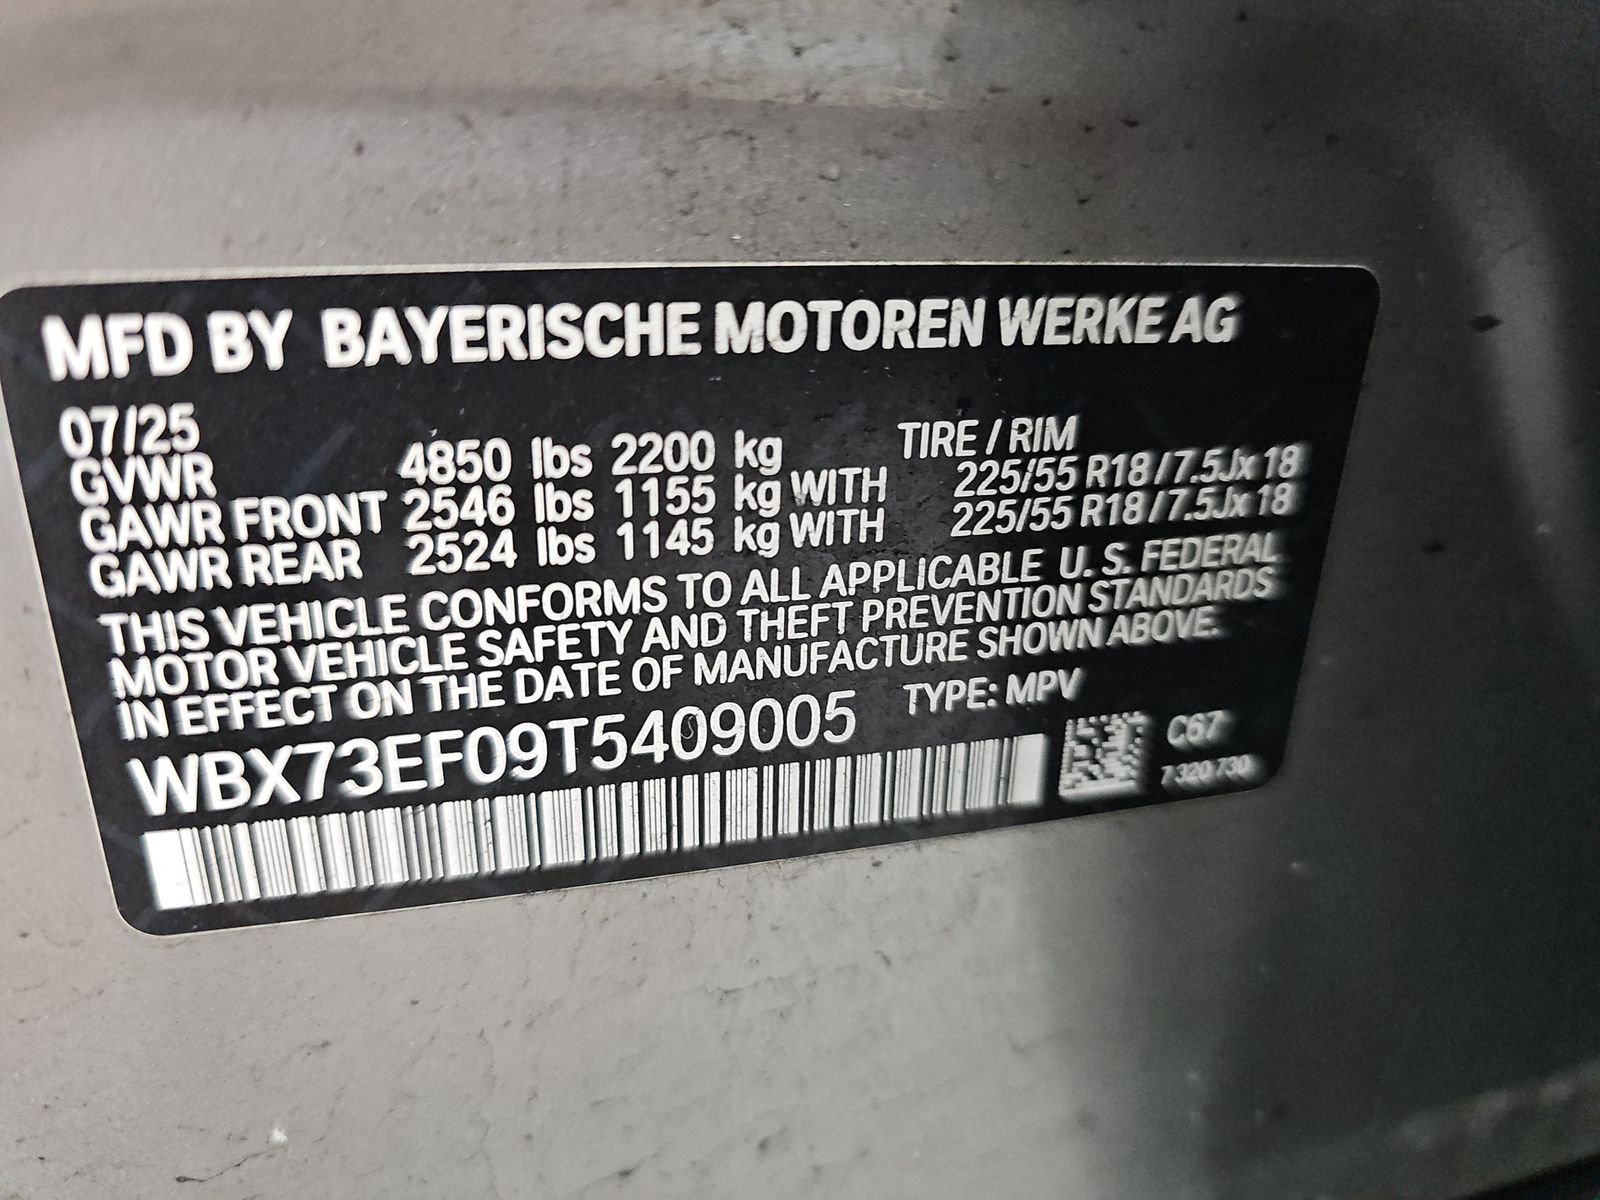 MFD BY BAYERISCHE MOTOREN WERKE AG
07/25
GVWR 4850 lbs 2200 kg TIRE / RIM
GAWR FRONT 2546 lbs 1155 kg WITH 225/55 R18 / 7.5Jx18
GAWR REAR 2524 lbs 1145 kg WITH 225/55 R18 / 7.5Jx18
THIS VEHICLE CONFORMS TO ALL APPLICABLE U. S. FEDERAL
MOTOR VEHICLE SAFETY AND THEFT PREVENTION STANDARDS
IN EFFECT ON THE DATE OF MANUFACTURE SHOWN ABOVE.
WBX73EF09T5409005 TYPE: MPV
C67
7 320 730